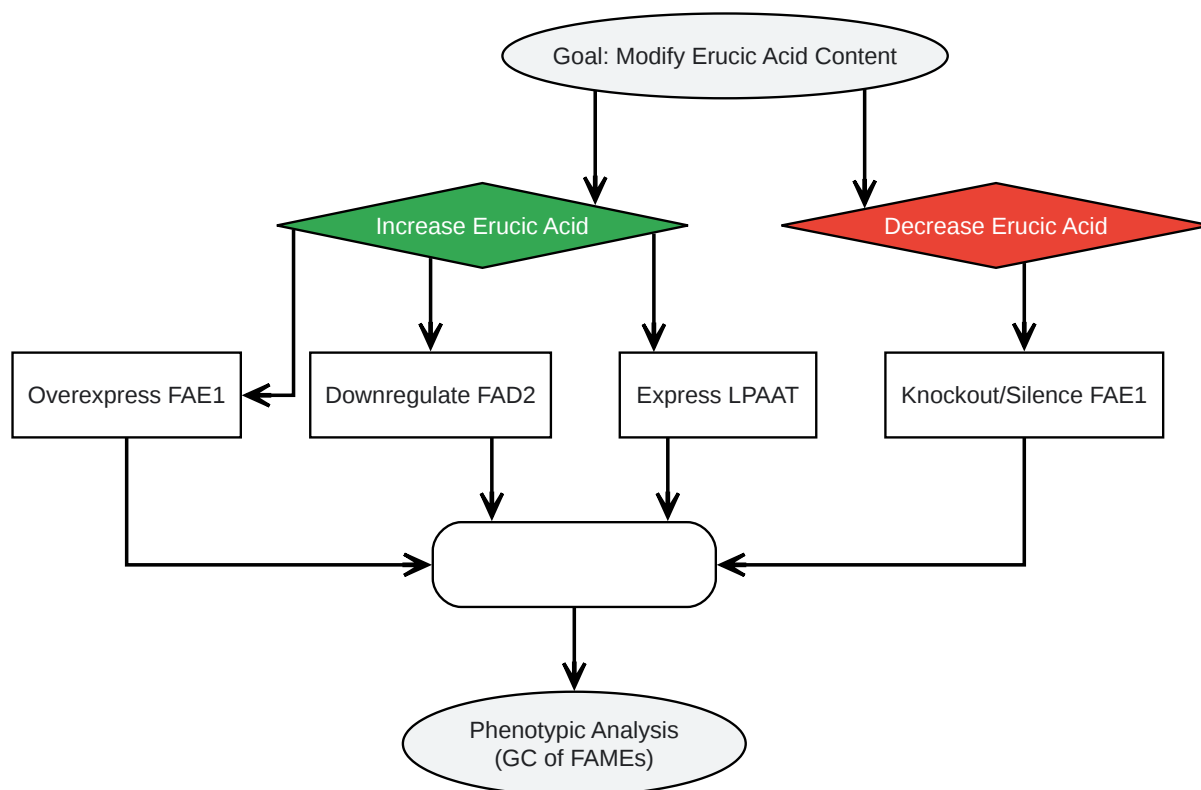 Goal: Modify Erucic Acid Content
Increase Erucic Acid
Decrease Erucic Acid
Overexpress FAE1
Downregulate FAD2
Express LPAAT
Knockout/Silence FAE1
Phenotypic Analysis
(GC of FAMEs)